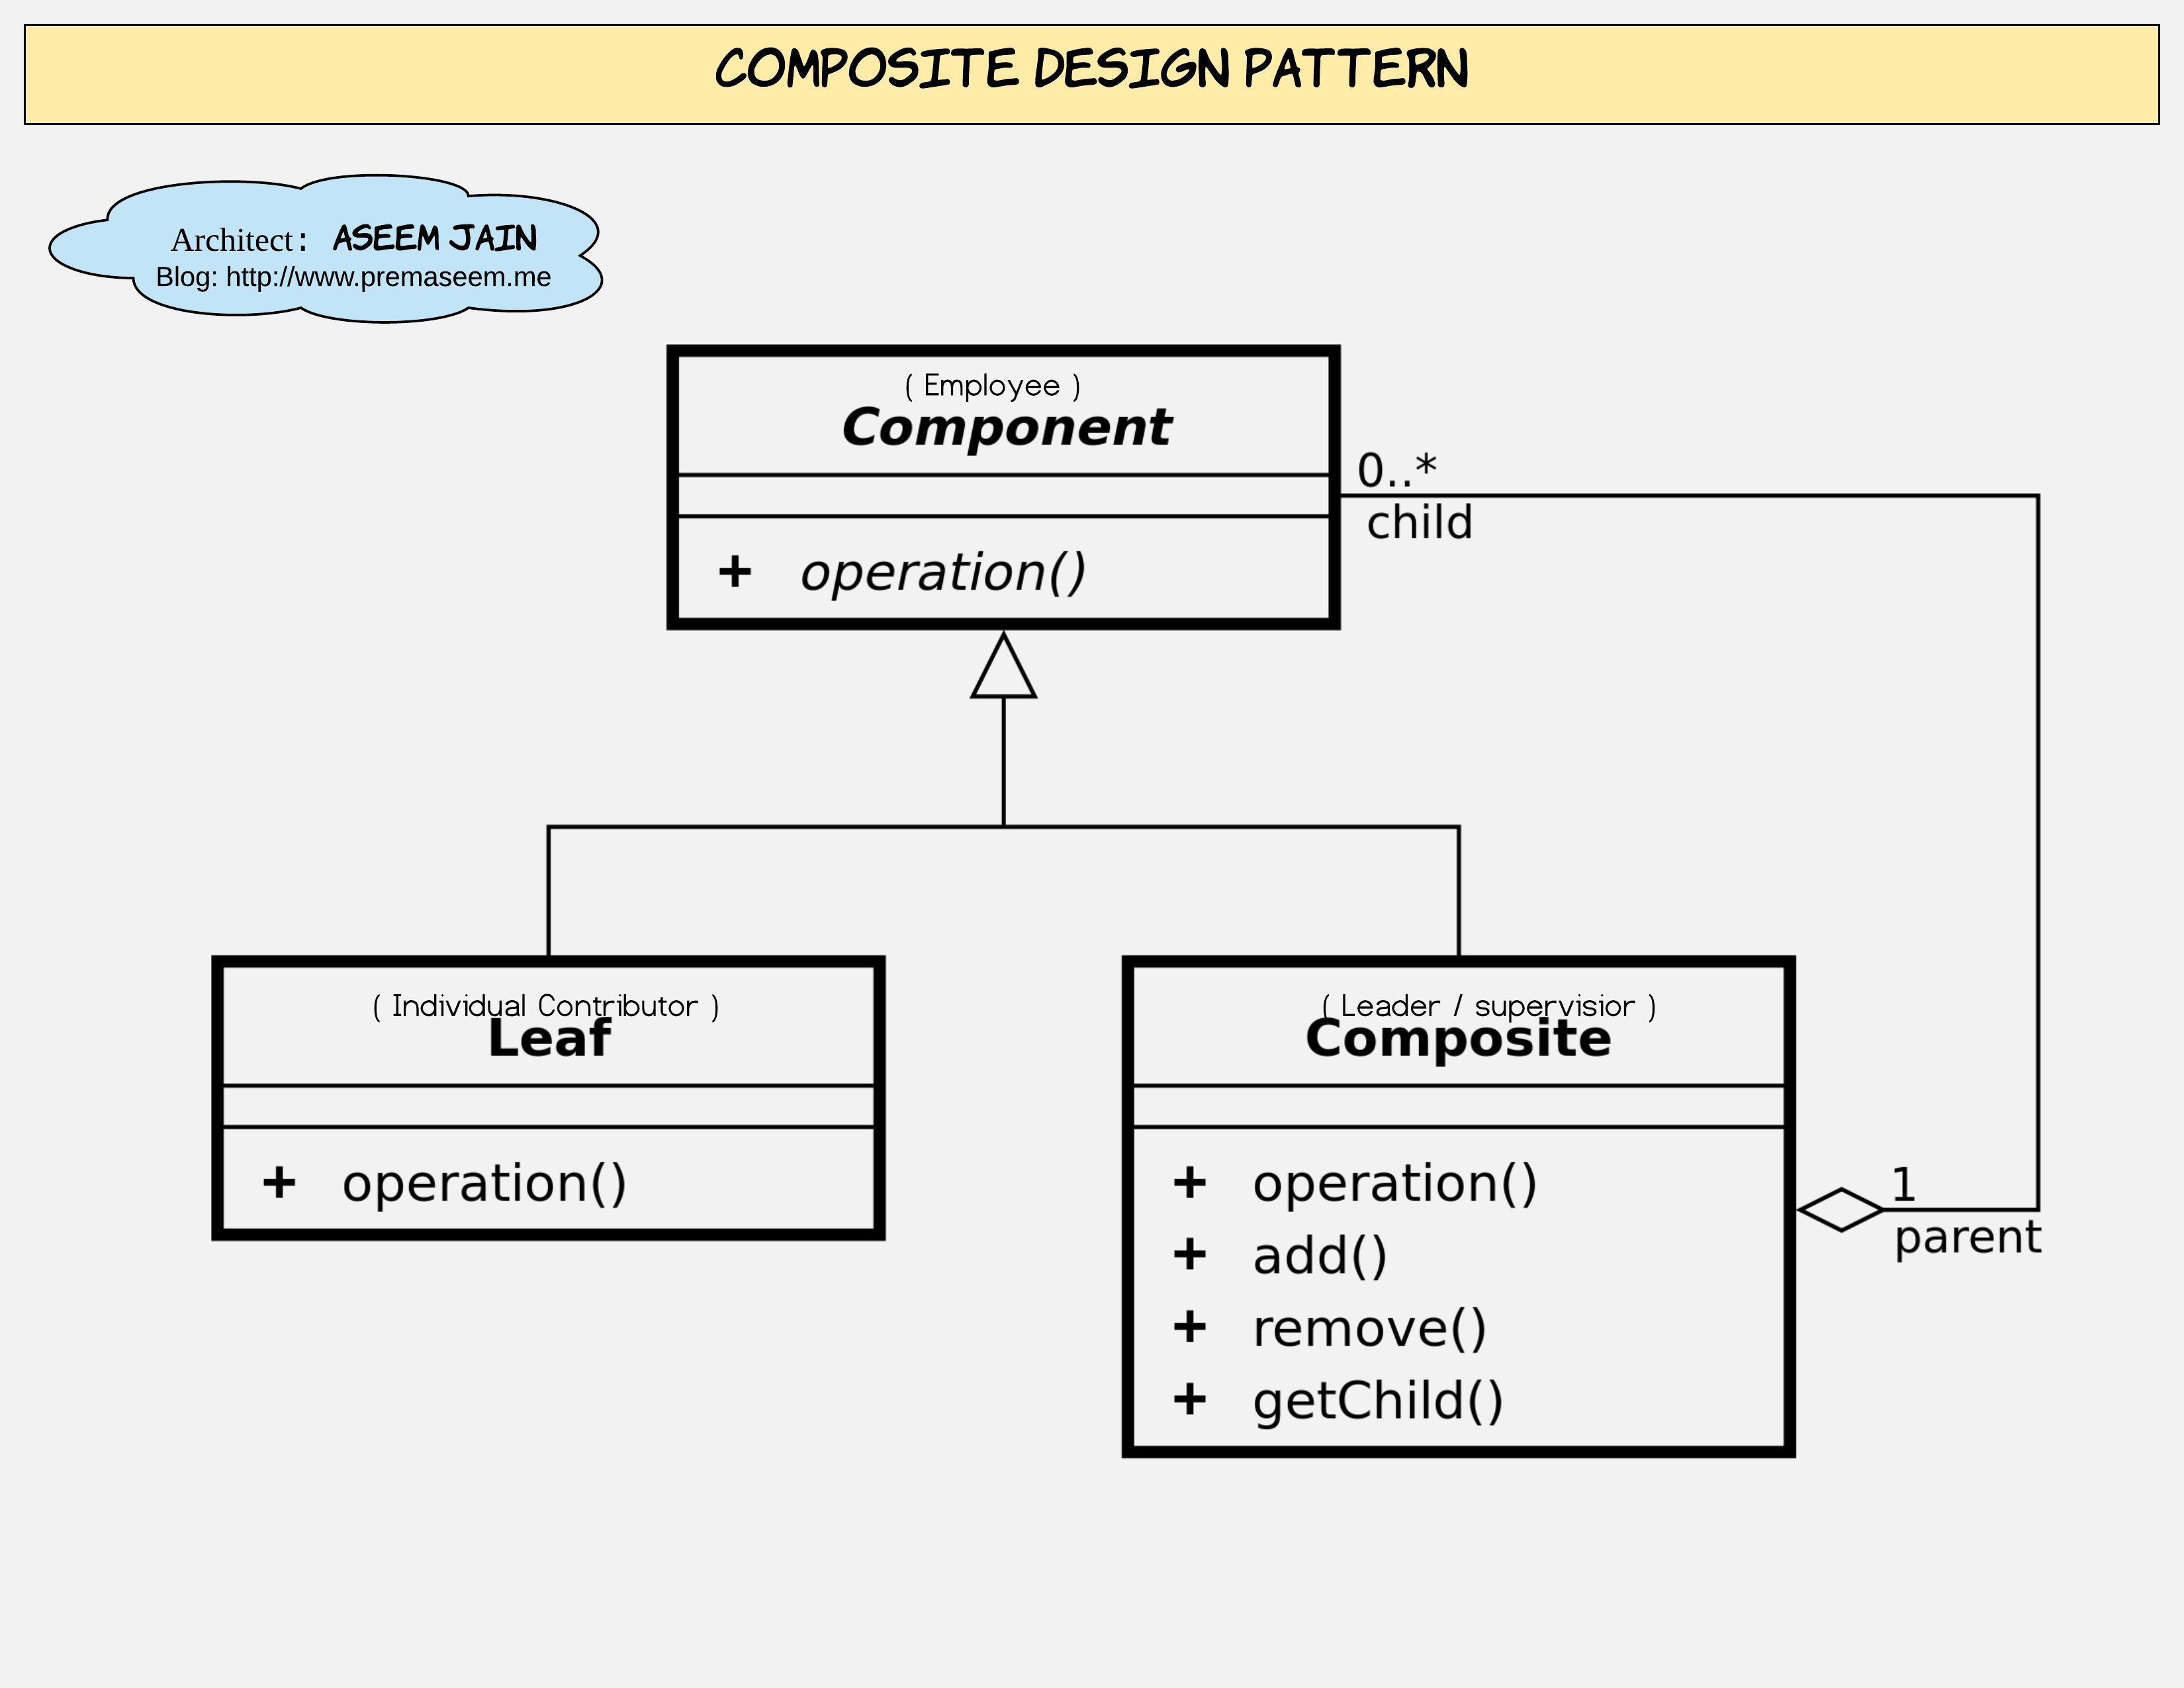 COMPOSITE DESIGN PATTERN
Architect: ASEEM JAIN
Blog: http://www.premaseem.me
( Employee )
Component
+ operation()
0..*
child
( Individual Contributor )
Leaf
+ operation()
( Leader / supervisior )
Composite
+ operation()
+ add()
+ remove()
+ getChild()
1
parent